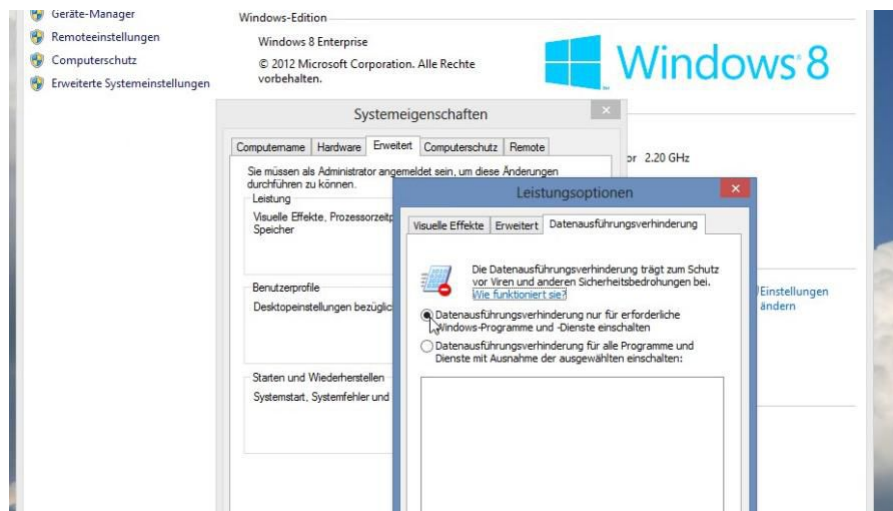 Geräte-Manager
Remoteeinstellungen
Computerschutz
Erweiterte Systemeinstellungen
Windows-Edition
Windows 8 Enterprise
© 2012 Microsoft Corporation. Alle Rechte
vorbehalten.
Windows 8
Systemeigenschaften
Computername Hardware Erweitert Computerschutz Remote
2.20 GHz
Sie müssen als Administrator angemeldet sein, um diese Änderungen
durchführen zu können.
Leistung
Visuelle Effekte, Prozessorzeitp
Speicher
Benutzerprofile
Desktopeinstellungen bezüglic
Starten und Wiederherstellen
Systemstart, Systemfehler und
Leistungsoptionen
Visuelle Effekte Erweitert Datenausführungsverhinderung
Die Datenausführungsverhinderung trägt zum Schutz
vor Viren und anderen Sicherheitsbedrohungen bei.
Wie funktioniert sie?
Datenausführungsverhinderung nur für erforderliche
Windows-Programme und -Dienste einschalten
Datenausführungsverhinderung für alle Programme und
Dienste mit Ausnahme der ausgewählten einschalten:
Einstellungen
ändern